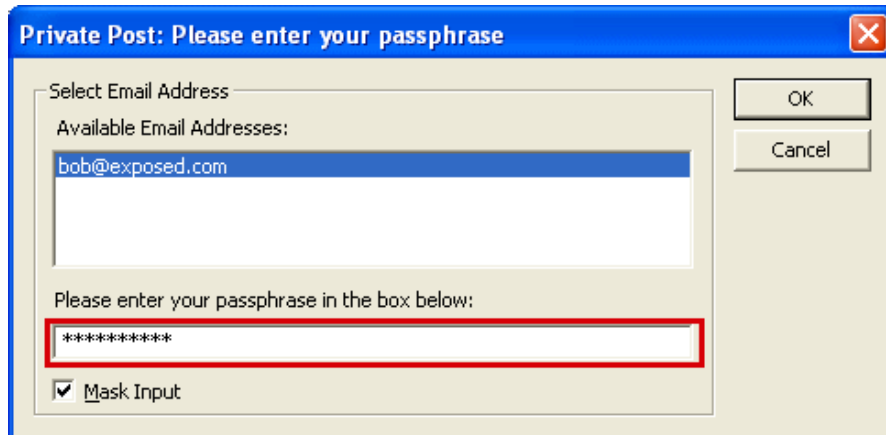 Private Post: Please enter your passphrase
Select Email Address
OK
Available Email Addresses:
Cancel
bob@exposed.com
Please enter your passphrase in the box below:
**********
Mask Input